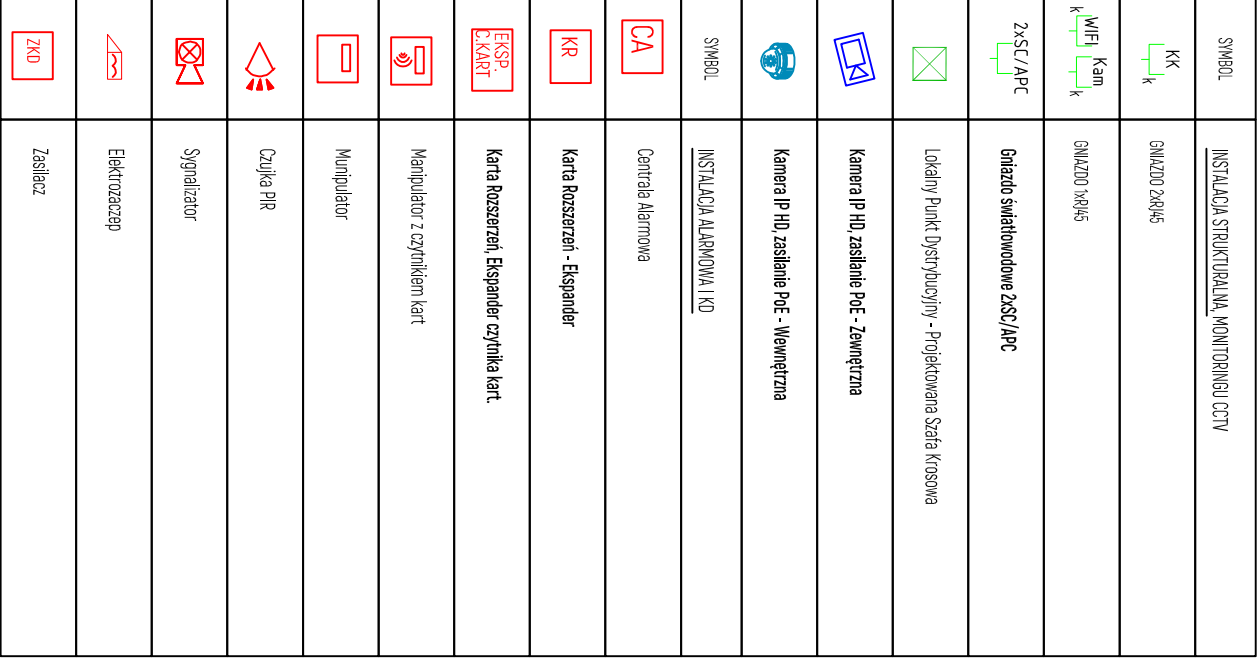 SYMBOL
INSTALACJA STRUKTURALNA, MONITORINGU CCTV
KK
k
GNIAZDO 2xRJ45
WIFI
k
Kam
k
GNIAZDO 1xRJ45
2xSC/APC
Gniazdo światłowodowe 2xSC/APC
Lokalny Punkt Dystrybucyjny - Projektowana Szafa Krosowa
Kamera IP HD, zasilanie PoE - Zewnętrzna
Kamera IP HD, zasilanie PoE - Wewnętrzna
SYMBOL
INSTALACJA ALARMOWA I KD
CA
Centrala Alarmowa
KR
Karta Rozszerzeń - Ekspander
EKSP.
C.KART
Karta Rozszerzeń, Ekspander czytnika kart.
Manipulator z czytnikiem kart
Munipulator
Czujka PIR
Sygnalizator
Elektrozaczep
ZKD
Zasilacz